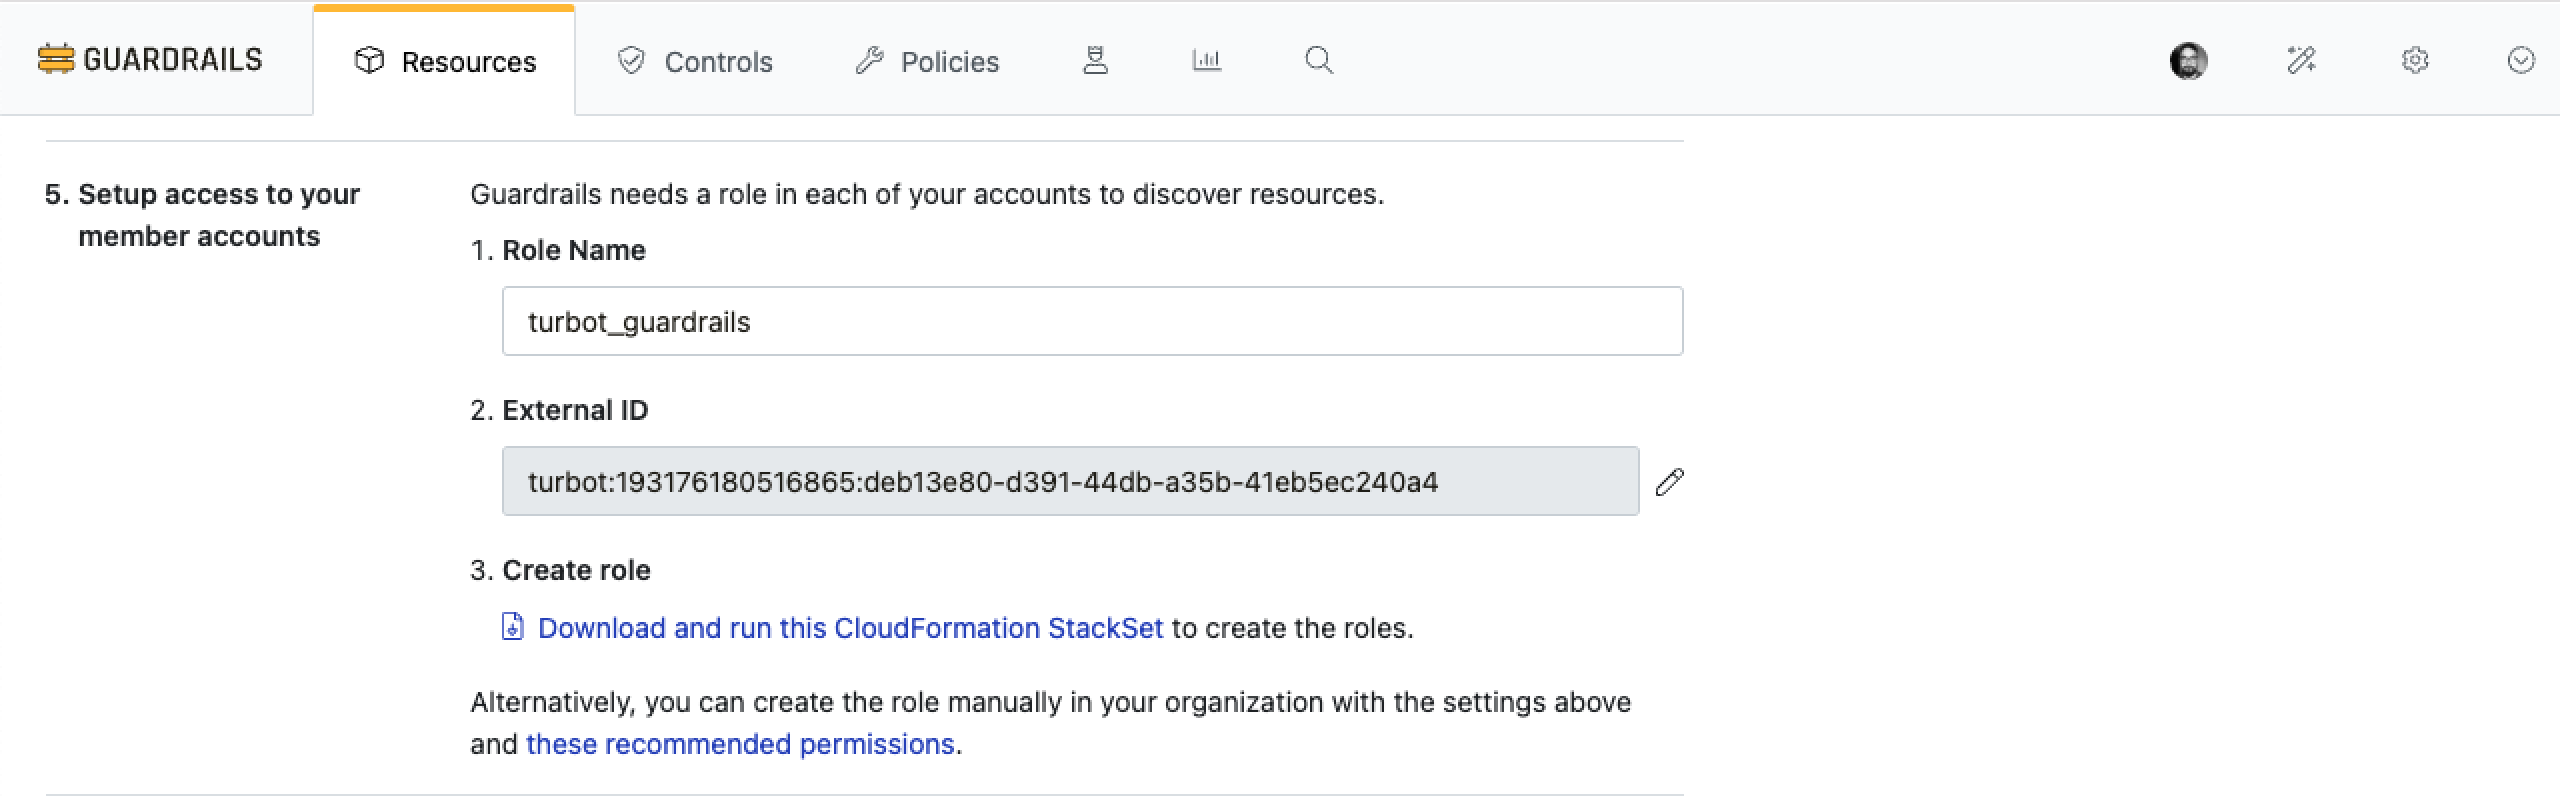 GUARDRAILS
Resources
Controls
Policies
5. Setup access to your
member accounts
Guardrails needs a role in each of your accounts to discover resources.
1. Role Name
turbot_guardrails
2. External ID
turbot:193176180516865:deb13e80-d391-44db-a35b-41eb5ec240a4
3. Create role
Download and run this CloudFormation StackSet to create the roles.
Alternatively, you can create the role manually in your organization with the settings above
and these recommended permissions.